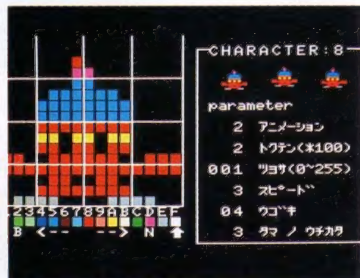 CHARACTER:8
parameter
2 アニメーション
2 トクテン(*100)
001 ツヨサ(0~255)
3 スピード
04 ウゴキ
3 タマ ノ ウチカタ
123456789ABCDEF
B <-- --> N ⬆